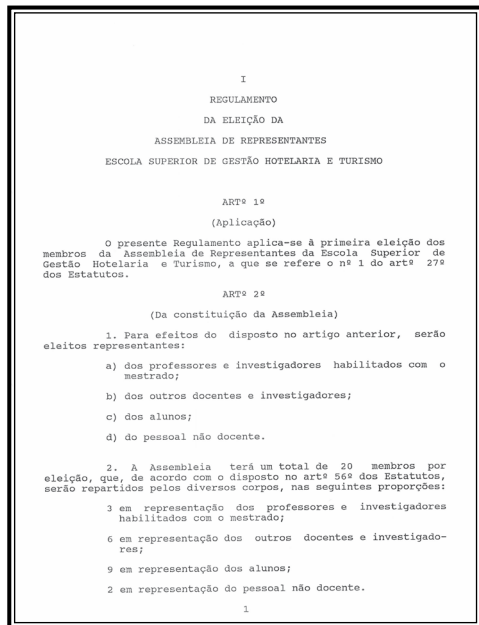 I
REGULAMENTO
DA ELEIÇÃO DA
ASSEMBLEIA DE REPRESENTANTES
ESCOLA SUPERIOR DE GESTÃO HOTELARIA E TURISMO
ARTº 1º
(Aplicação)
O presente Regulamento aplica-se à primeira eleição dos
membros da Assembleia de Representantes da Escola Superior de
Gestão Hotelaria e Turismo, a que se refere o nº 1 do artº 27º
dos Estatutos.
ARTº 2º
(Da constituição da Assembleia)
1. Para efeitos do disposto no artigo anterior, serão
eleitos representantes:
a) dos professores e investigadores habilitados com o
mestrado;
b) dos outros docentes e investigadores;
c) dos alunos;
d) do pessoal não docente.
2. A Assembleia terá um total de 20 membros por
eleição, que, de acordo com o disposto no artº 56º dos Estatutos,
serão repartidos pelos diversos corpos, nas seguintes proporções:
3 em representação dos professores e investigadores
habilitados com o mestrado;
6 em representação dos outros docentes e investigado-
res;
9 em representação dos alunos;
2 em representação do pessoal não docente.
1